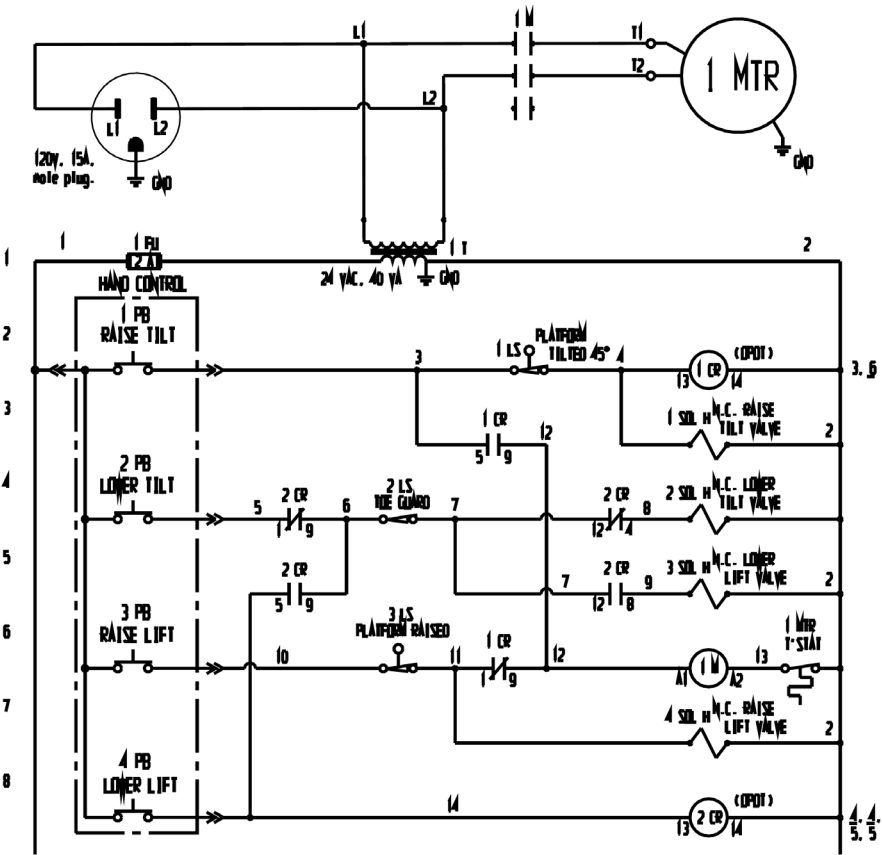 1 M
L1
T1
T2
1 MTR
L2
L1 L2
120V, 15A,
male plug.
GND
GND
1
1 FU
2 A
1 T
2
1
24 VAC, 40 VA
GND
HAND CONTROL
1 PB
RAISE TILT
2
3
1 LS
PLATFORM
TILTED 45°
4
(DPDT)
1 CR
13 14
3, 6
3
1 CR
5 9
12
1 SOL H
N.C. RAISE
TILT VALVE
2
4
2 PB
LOWER TILT
5
2 CR
1 9
6
2 LS
TOE GUARD
7
2 CR
12 4
8
2 SOL H
N.C. LOWER
TILT VALVE
5
2 CR
5 9
7
2 CR
12 8
9
3 SOL H
N.C. LOWER
LIFT VALVE
2
6
3 PB
RAISE LIFT
10
3 LS
PLATFORM RAISED
11
1 CR
1 9
12
A1
1 M
A2
13
1 MTR
T'STAT
7
4 SOL H
N.C. RAISE
LIFT VALVE
2
8
4 PB
LOWER LIFT
14
(DPDT)
2 CR
13 14
4, 4,
5, 5